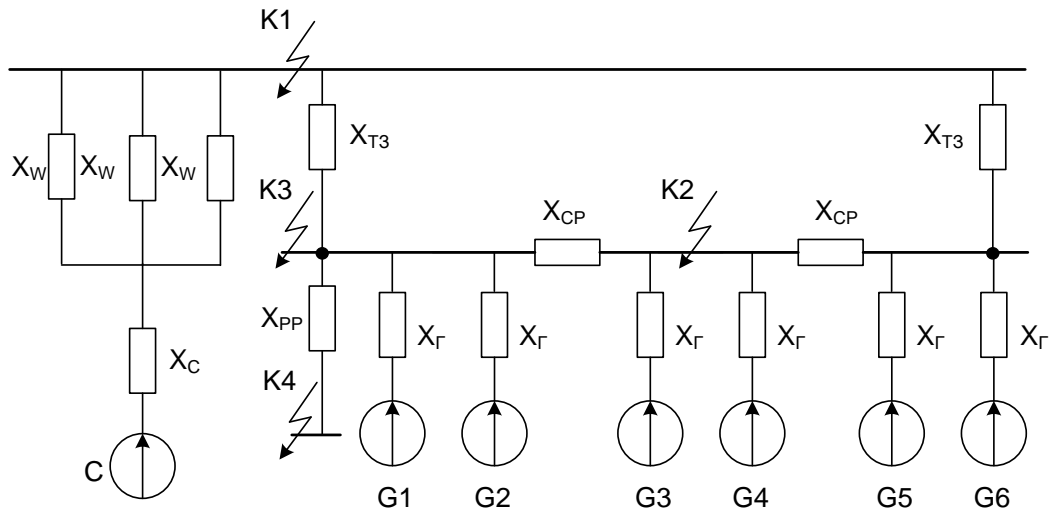 K1
X_W X_W X_W
X_T3
X_T3
K3
K2
X_CP
X_CP
X_PP
X_Г
X_Г
X_Г
X_Г
X_Г
X_Г
X_C
K4
C
G1 G2 G3 G4 G5 G6